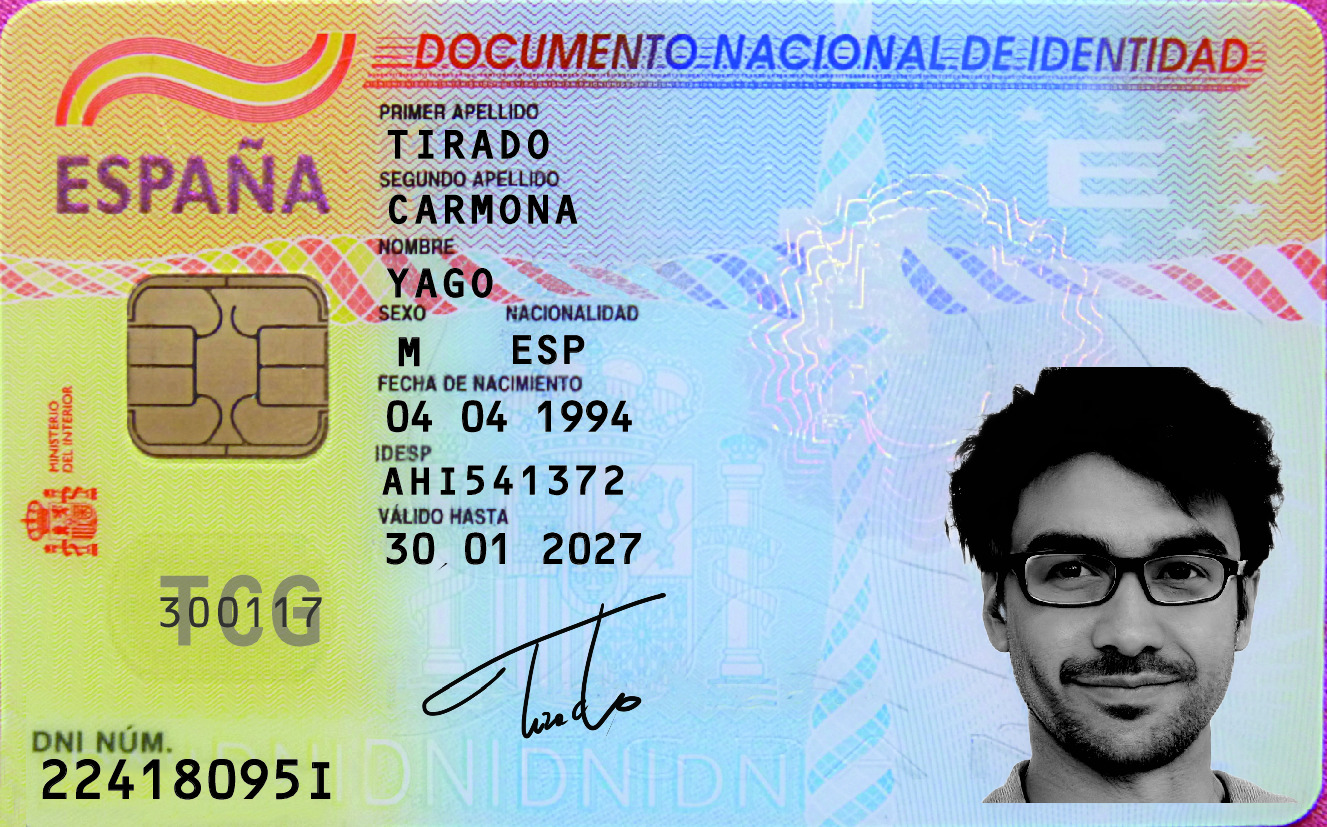 DOCUMENTO NACIONAL DE IDENTIDAD
ESPAÑA
PRIMER APELLIDO
TIRADO
SEGUNDO APELLIDO
CARMONA
NOMBRE
YAGO
SEXO NACIONALIDAD
M ESP
FECHA DE NACIMIENTO
04 04 1994
IDESP
AHI541372
VÁLIDO HASTA
30 01 2027
MINISTERIO
DEL INTERIOR
TCG
300117
Tirado
DNI NÚM.
22418095I
E
DNIDNIDNIDNI